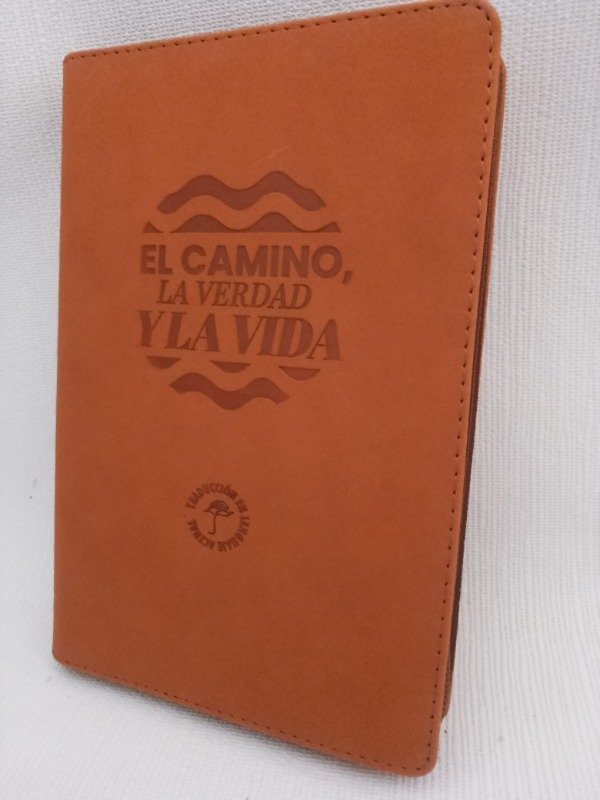 EL CAMINO,
LA VERDAD
Y LA VIDA
TRADUCCIÓN EN LENGUAJE ACTUAL